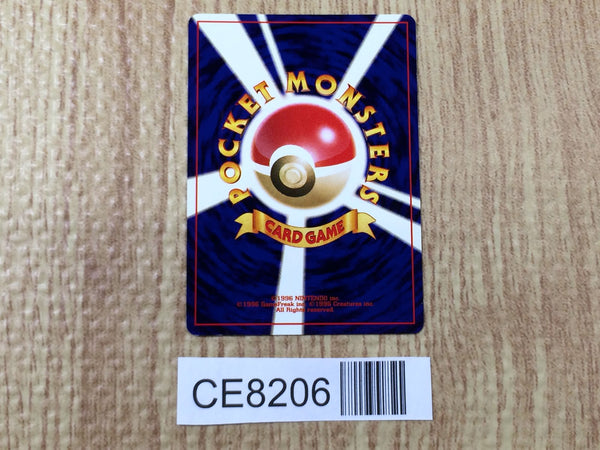 POCKET MONSTERS
CARD GAME
©1996 NINTENDO inc.
©1996 GameFreak inc. ©1996 Creatures inc.
All Rights reserved.
CE8206